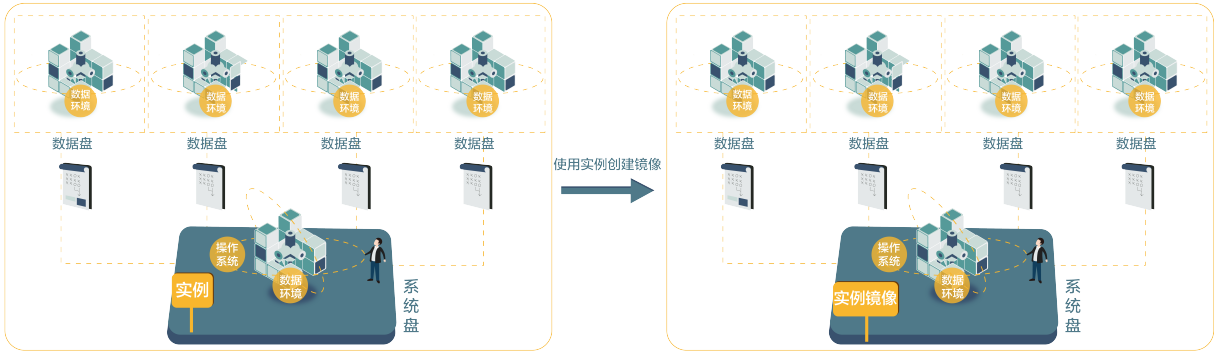 数据
环境
数据
环境
数据
环境
数据
环境
数据盘
数据盘
数据盘
数据盘
操作
系统
数据
环境
实例
系
统
盘
使用实例创建镜像
数据
环境
数据
环境
数据
环境
数据
环境
数据盘
数据盘
数据盘
数据盘
操作
系统
数据
环境
实例镜像
系
统
盘